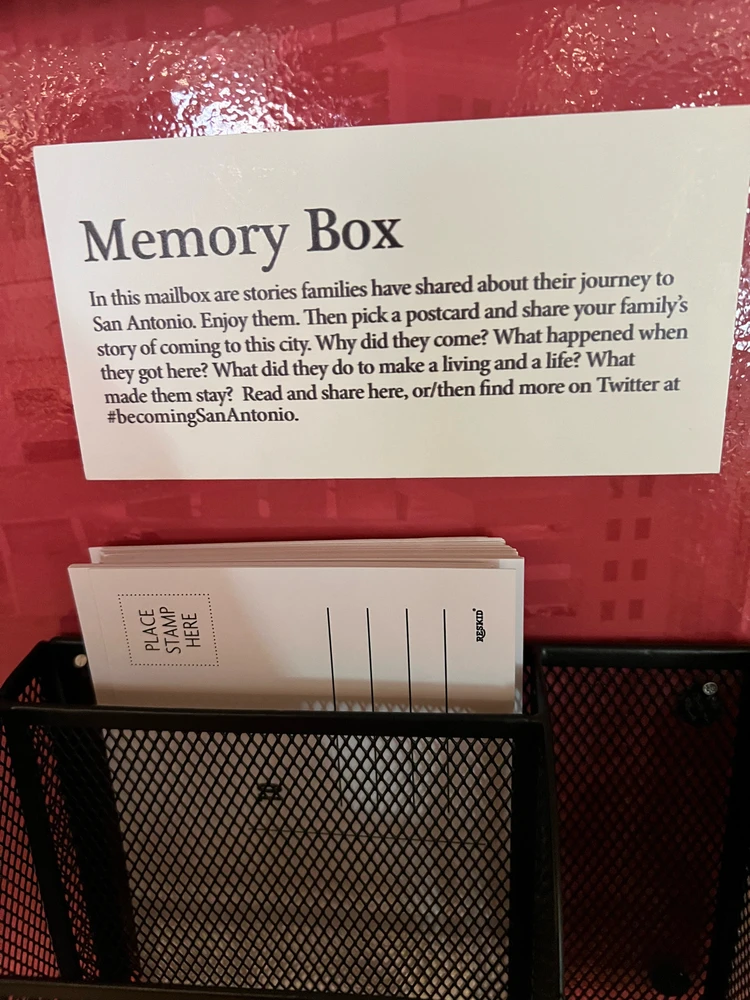 Memory Box
In this mailbox are stories families have shared about their journey to
San Antonio. Enjoy them. Then pick a postcard and share your family's
story of coming to this city. Why did they come? What happened when
they got here? What did they do to make a living and a life? What
made them stay?  Read and share here, or/then find more on Twitter at
#becomingSanAntonio.
PLACE
STAMP
HERE
RESKID